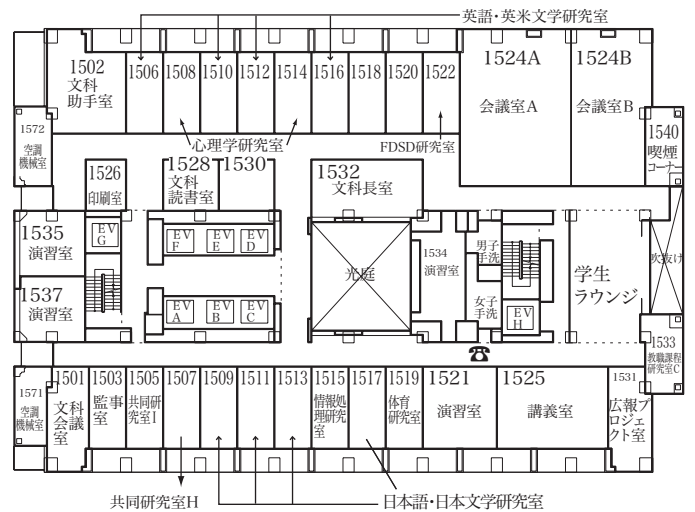 英語・英米文学研究室
1502
文科
助手室
1506
1508
1510
1512
1514
1516
1518
1520
1522
1524A
会議室A
1524B
会議室B
心理学研究室
FDSD研究室
1572
空調
機械室
1540
喫煙
コーナー
1526
印刷室
1528
文科
読書室
1530
1532
文科長室
1535
演習室
EV
G
EV
F
EV
E
EV
D
光庭
1534
演習室
男子
手洗
学生
ラウンジ
吹抜け
1537
演習室
EV
A
EV
B
EV
C
女子
手洗
EV
H
1533
教職課程
研究室C
☎
1571
空調
機械室
1501
文科
会議
室
1503
監事
室
1505
共同研
究室I
1507
1509
1511
1513
1515
情報処
理研究
室
1517
1519
体育
研究室
1521
演習室
1525
講義室
1531
広報プ
ロジェ
クト室
共同研究室H
日本語・日本文学研究室